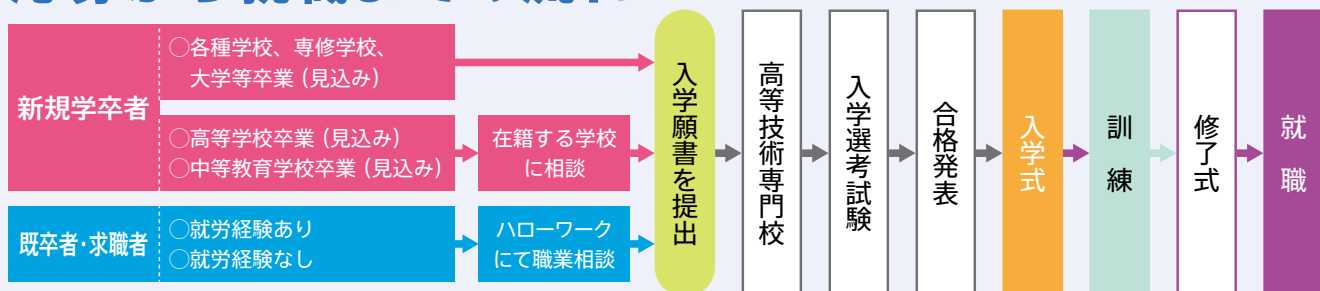 新規学卒者
○各種学校、専修学校、
大学等卒業（見込み）
○高等学校卒業（見込み）
○中等教育学校卒業（見込み）
在籍する学校
に相談
既卒者・求職者
○就労経験あり
○就労経験なし
ハローワーク
にて職業相談
入学願書を提出
高等技術専門校
入学選考試験
合格発表
入学式
訓練
修了式
就職